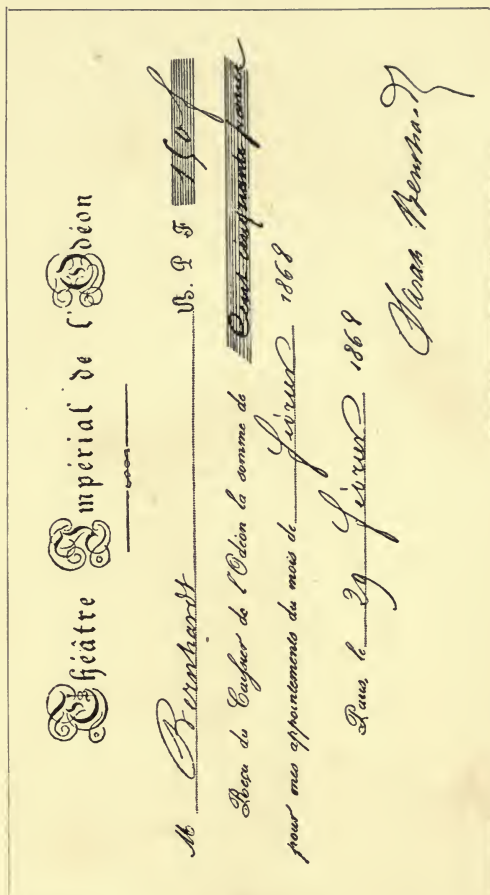 Théâtre Impérial de l'Odéon
M Bernhardt B. P. F 150 f
Reçu du Caissier de l'Odéon la somme de Cent cinquante francs
pour mes appointements du mois de Février 1868
Paris, le 29 Février 1868
Sarah Bernhardt